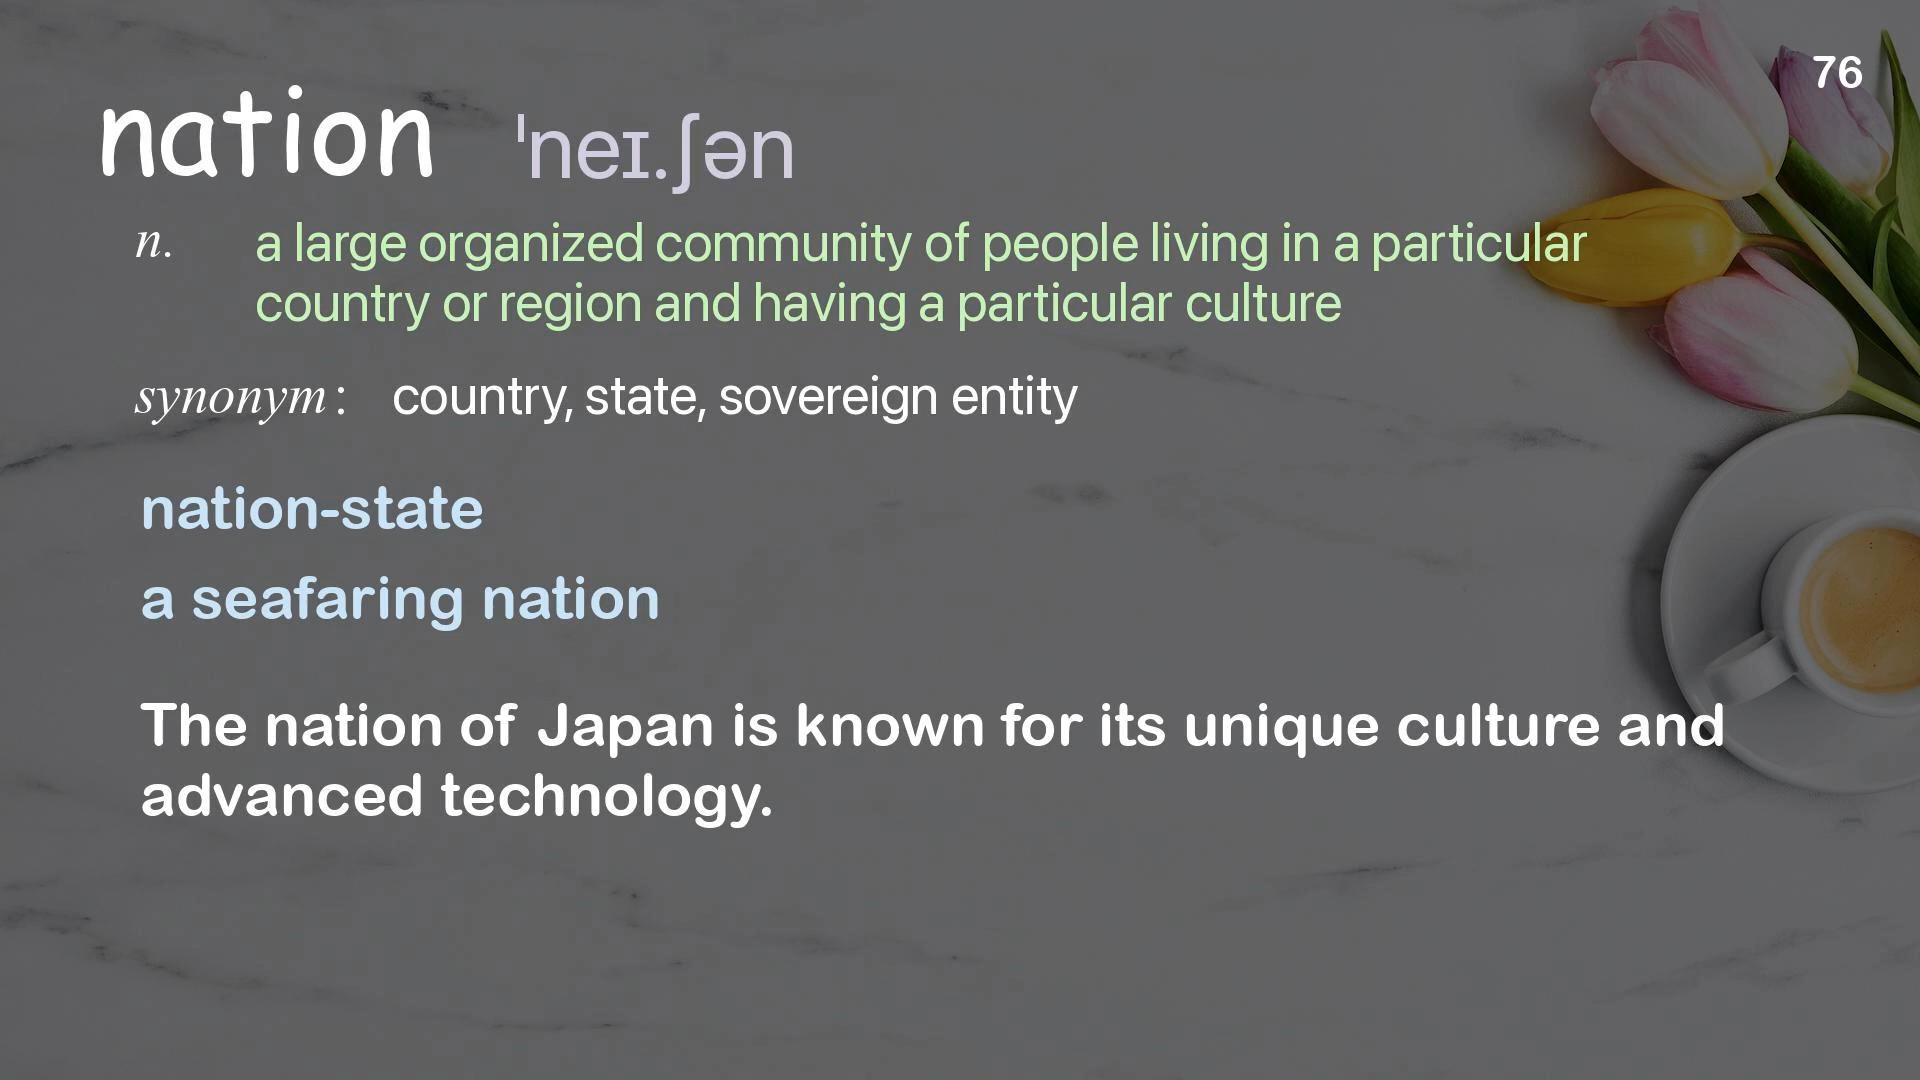 76
nation ˈneɪ.ʃən
n. a large organized community of people living in a particular
country or region and having a particular culture
synonym: country, state, sovereign entity
nation-state
a seafaring nation
The nation of Japan is known for its unique culture and
advanced technology.